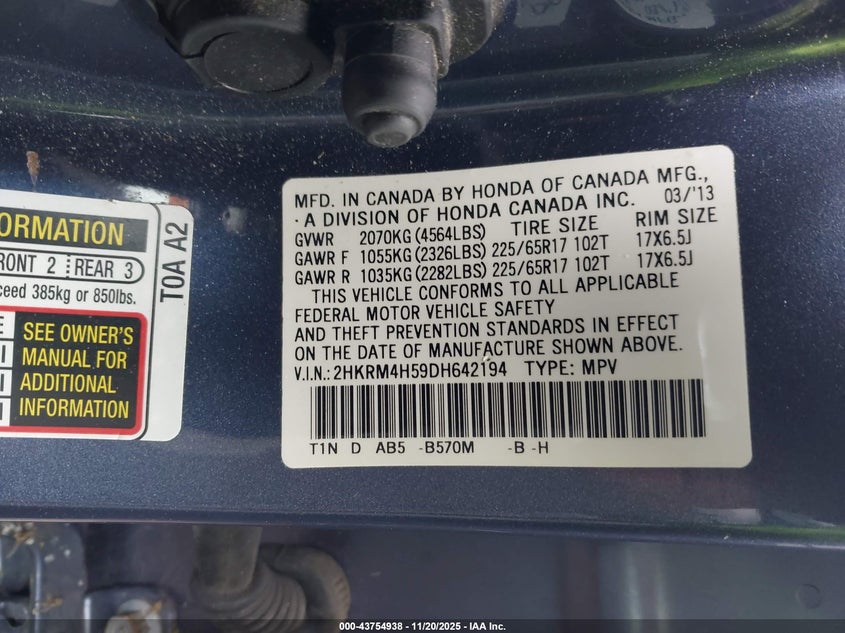 ORMATION
RONT 2 REAR 3
ceed 385kg or 850lbs.
SEE OWNER'S
MANUAL FOR
ADDITIONAL
INFORMATION
T0A A2
MFD. IN CANADA BY HONDA OF CANADA MFG.,
A DIVISION OF HONDA CANADA INC. 03/'13
GVWR 2070KG (4564LBS) TIRE SIZE RIM SIZE
GAWR F 1055KG (2326LBS) 225/65R17 102T 17X6.5J
GAWR R 1035KG (2282LBS) 225/65R17 102T 17X6.5J
THIS VEHICLE CONFORMS TO ALL APPLICABLE
FEDERAL MOTOR VEHICLE SAFETY
AND THEFT PREVENTION STANDARDS IN EFFECT
ON THE DATE OF MANUFACTURE SHOWN ABOVE.
V.I.N.: 2HKRM4H59DH642194 TYPE: MPV
T1N D AB5 -B570M -B -H
000-43754938 - 11/20/2025 - IAA Inc.